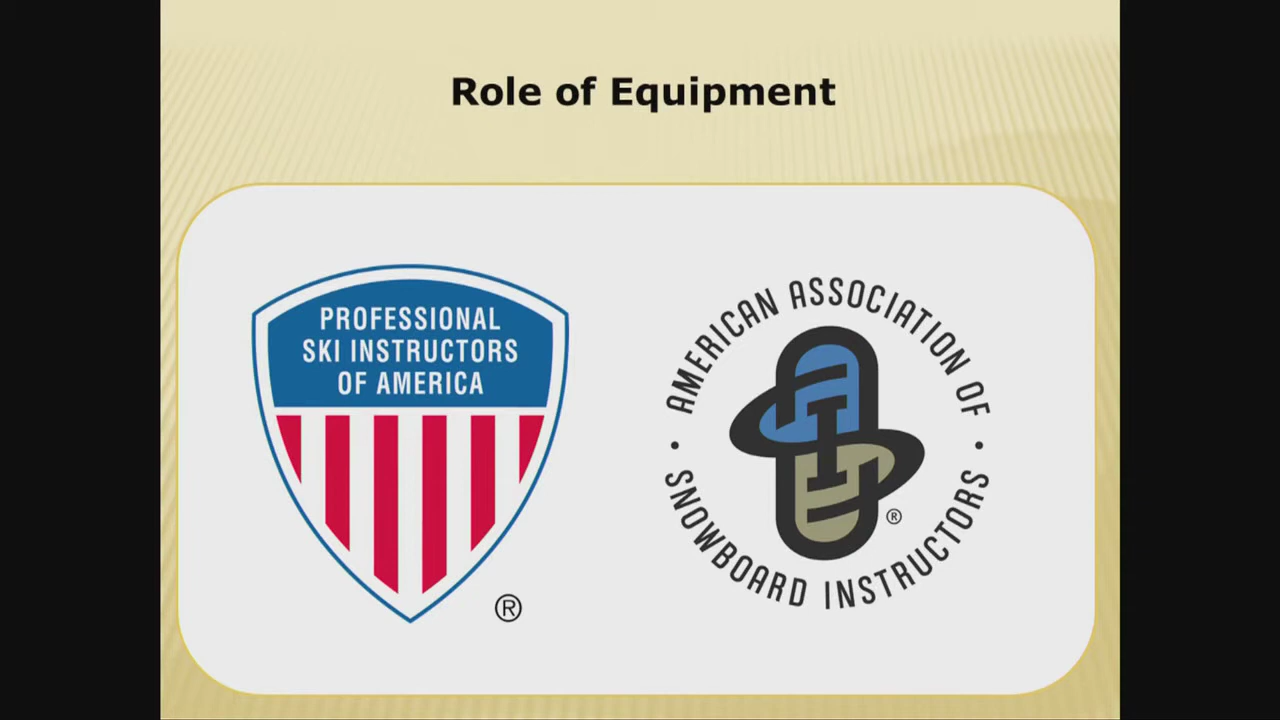 Role of Equipment
PROFESSIONAL
SKI INSTRUCTORS
OF AMERICA
®
AMERICAN ASSOCIATION OF
• SNOWBOARD INSTRUCTORS •
®